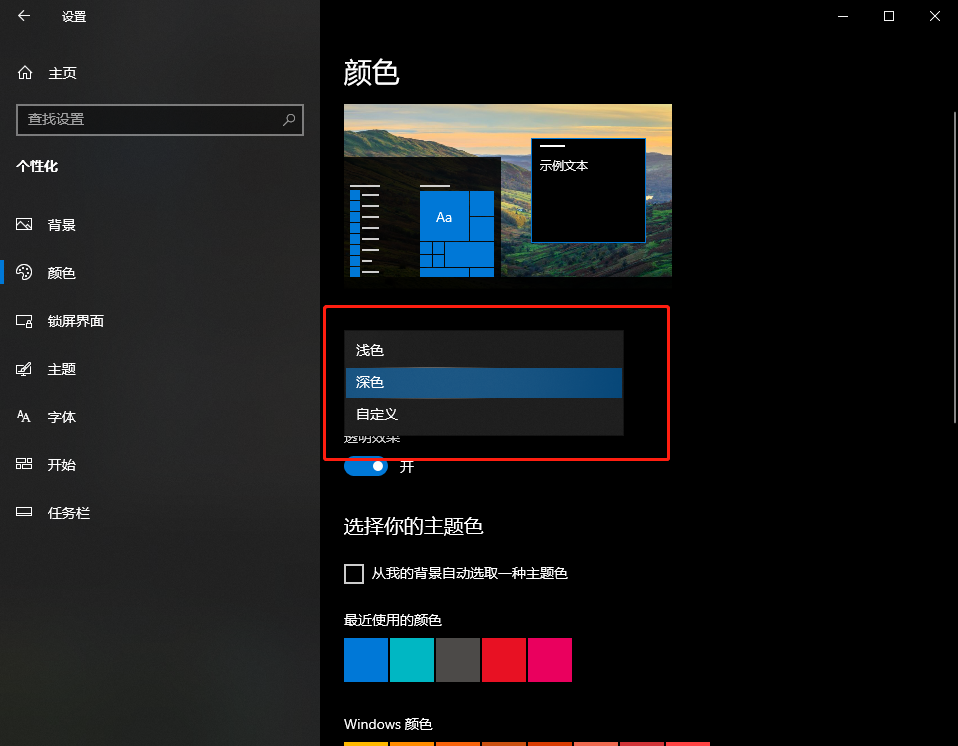 设置
主页
查找设置
个性化
背景
颜色
锁屏界面
主题
字体
开始
任务栏
颜色
示例文本
Aa
浅色
深色
自定义
透明效果
开
选择你的主题色
从我的背景自动选取一种主题色
最近使用的颜色
Windows 颜色